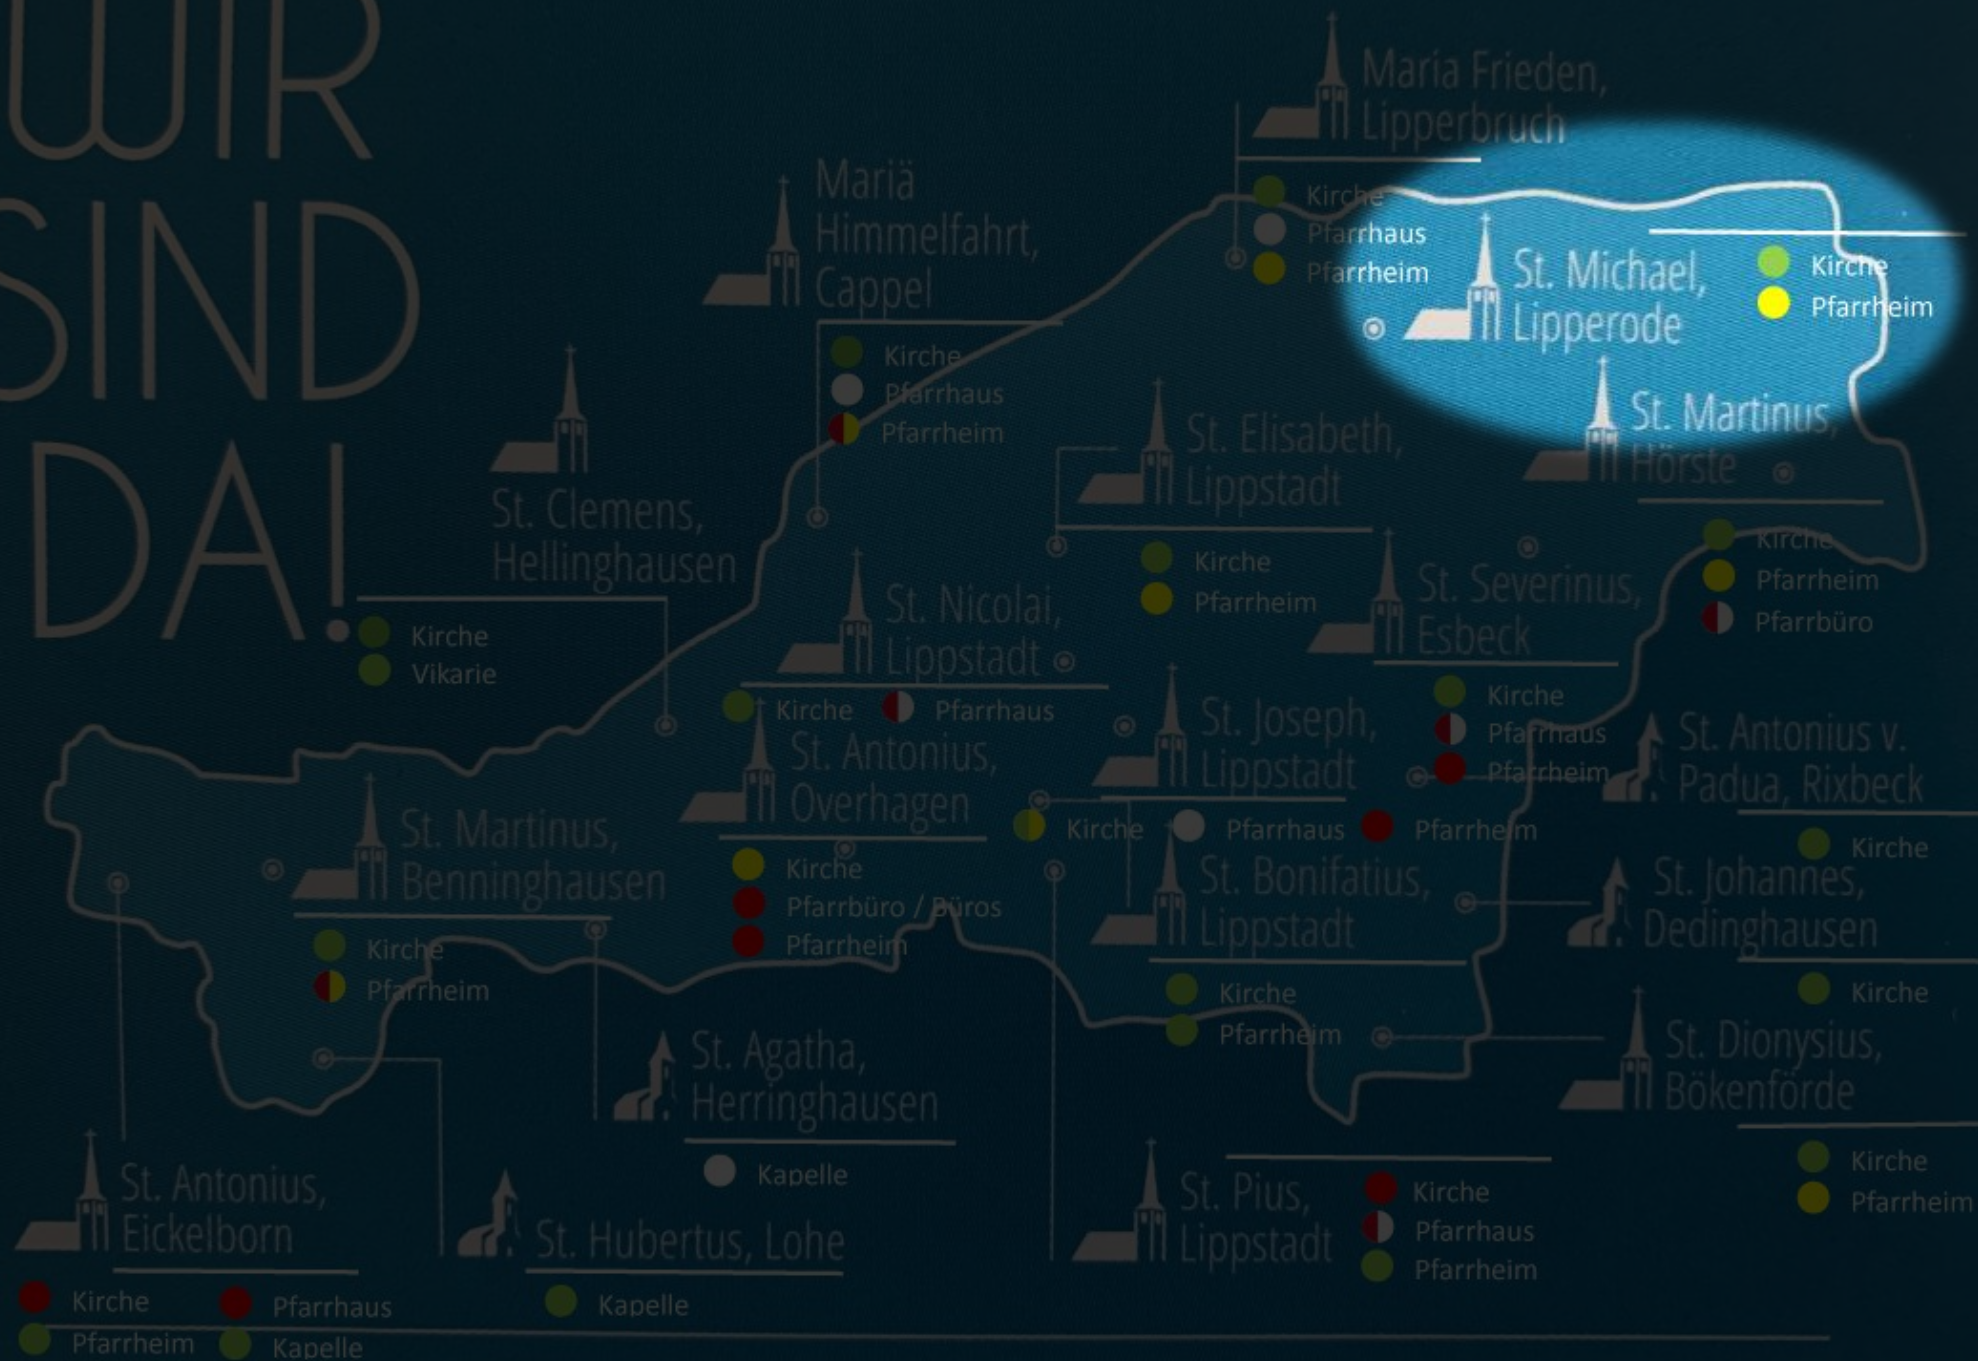 WIR
SIND
DA!
Maria Frieden,
Lipperbruch
Kirche
Pfarrhaus
Pfarrheim
St. Michael,
Lipperode
Kirche
Pfarrheim
Mariä
Himmelfahrt,
Cappel
Kirche
Pfarrhaus
Pfarrheim
St. Elisabeth,
Lippstadt
Kirche
Pfarrheim
St. Martinus,
Hörste
Kirche
Pfarrheim
Pfarrbüro
St. Clemens,
Hellinghausen
Kirche
Vikarie
St. Nicolai,
Lippstadt
Kirche Pfarrhaus
St. Severinus,
Esbeck
Kirche
Pfarrhaus
Pfarrheim
St. Antonius,
Overhagen
Kirche
Pfarrbüro / Büros
Pfarrheim
St. Joseph,
Lippstadt
Kirche Pfarrhaus Pfarrheim
St. Antonius v.
Padua, Rixbeck
Kirche
St. Martinus,
Benninghausen
Kirche
Pfarrheim
St. Bonifatius,
Lippstadt
Kirche
Pfarrheim
St. Johannes,
Dedinghausen
Kirche
St. Agatha,
Herringhausen
Kapelle
St. Dionysius,
Bökenförde
Kirche
Pfarrheim
St. Antonius,
Eickelborn
Kirche Pfarrhaus
Pfarrheim Kapelle
St. Hubertus, Lohe
Kapelle
St. Pius,
Lippstadt
Kirche
Pfarrhaus
Pfarrheim